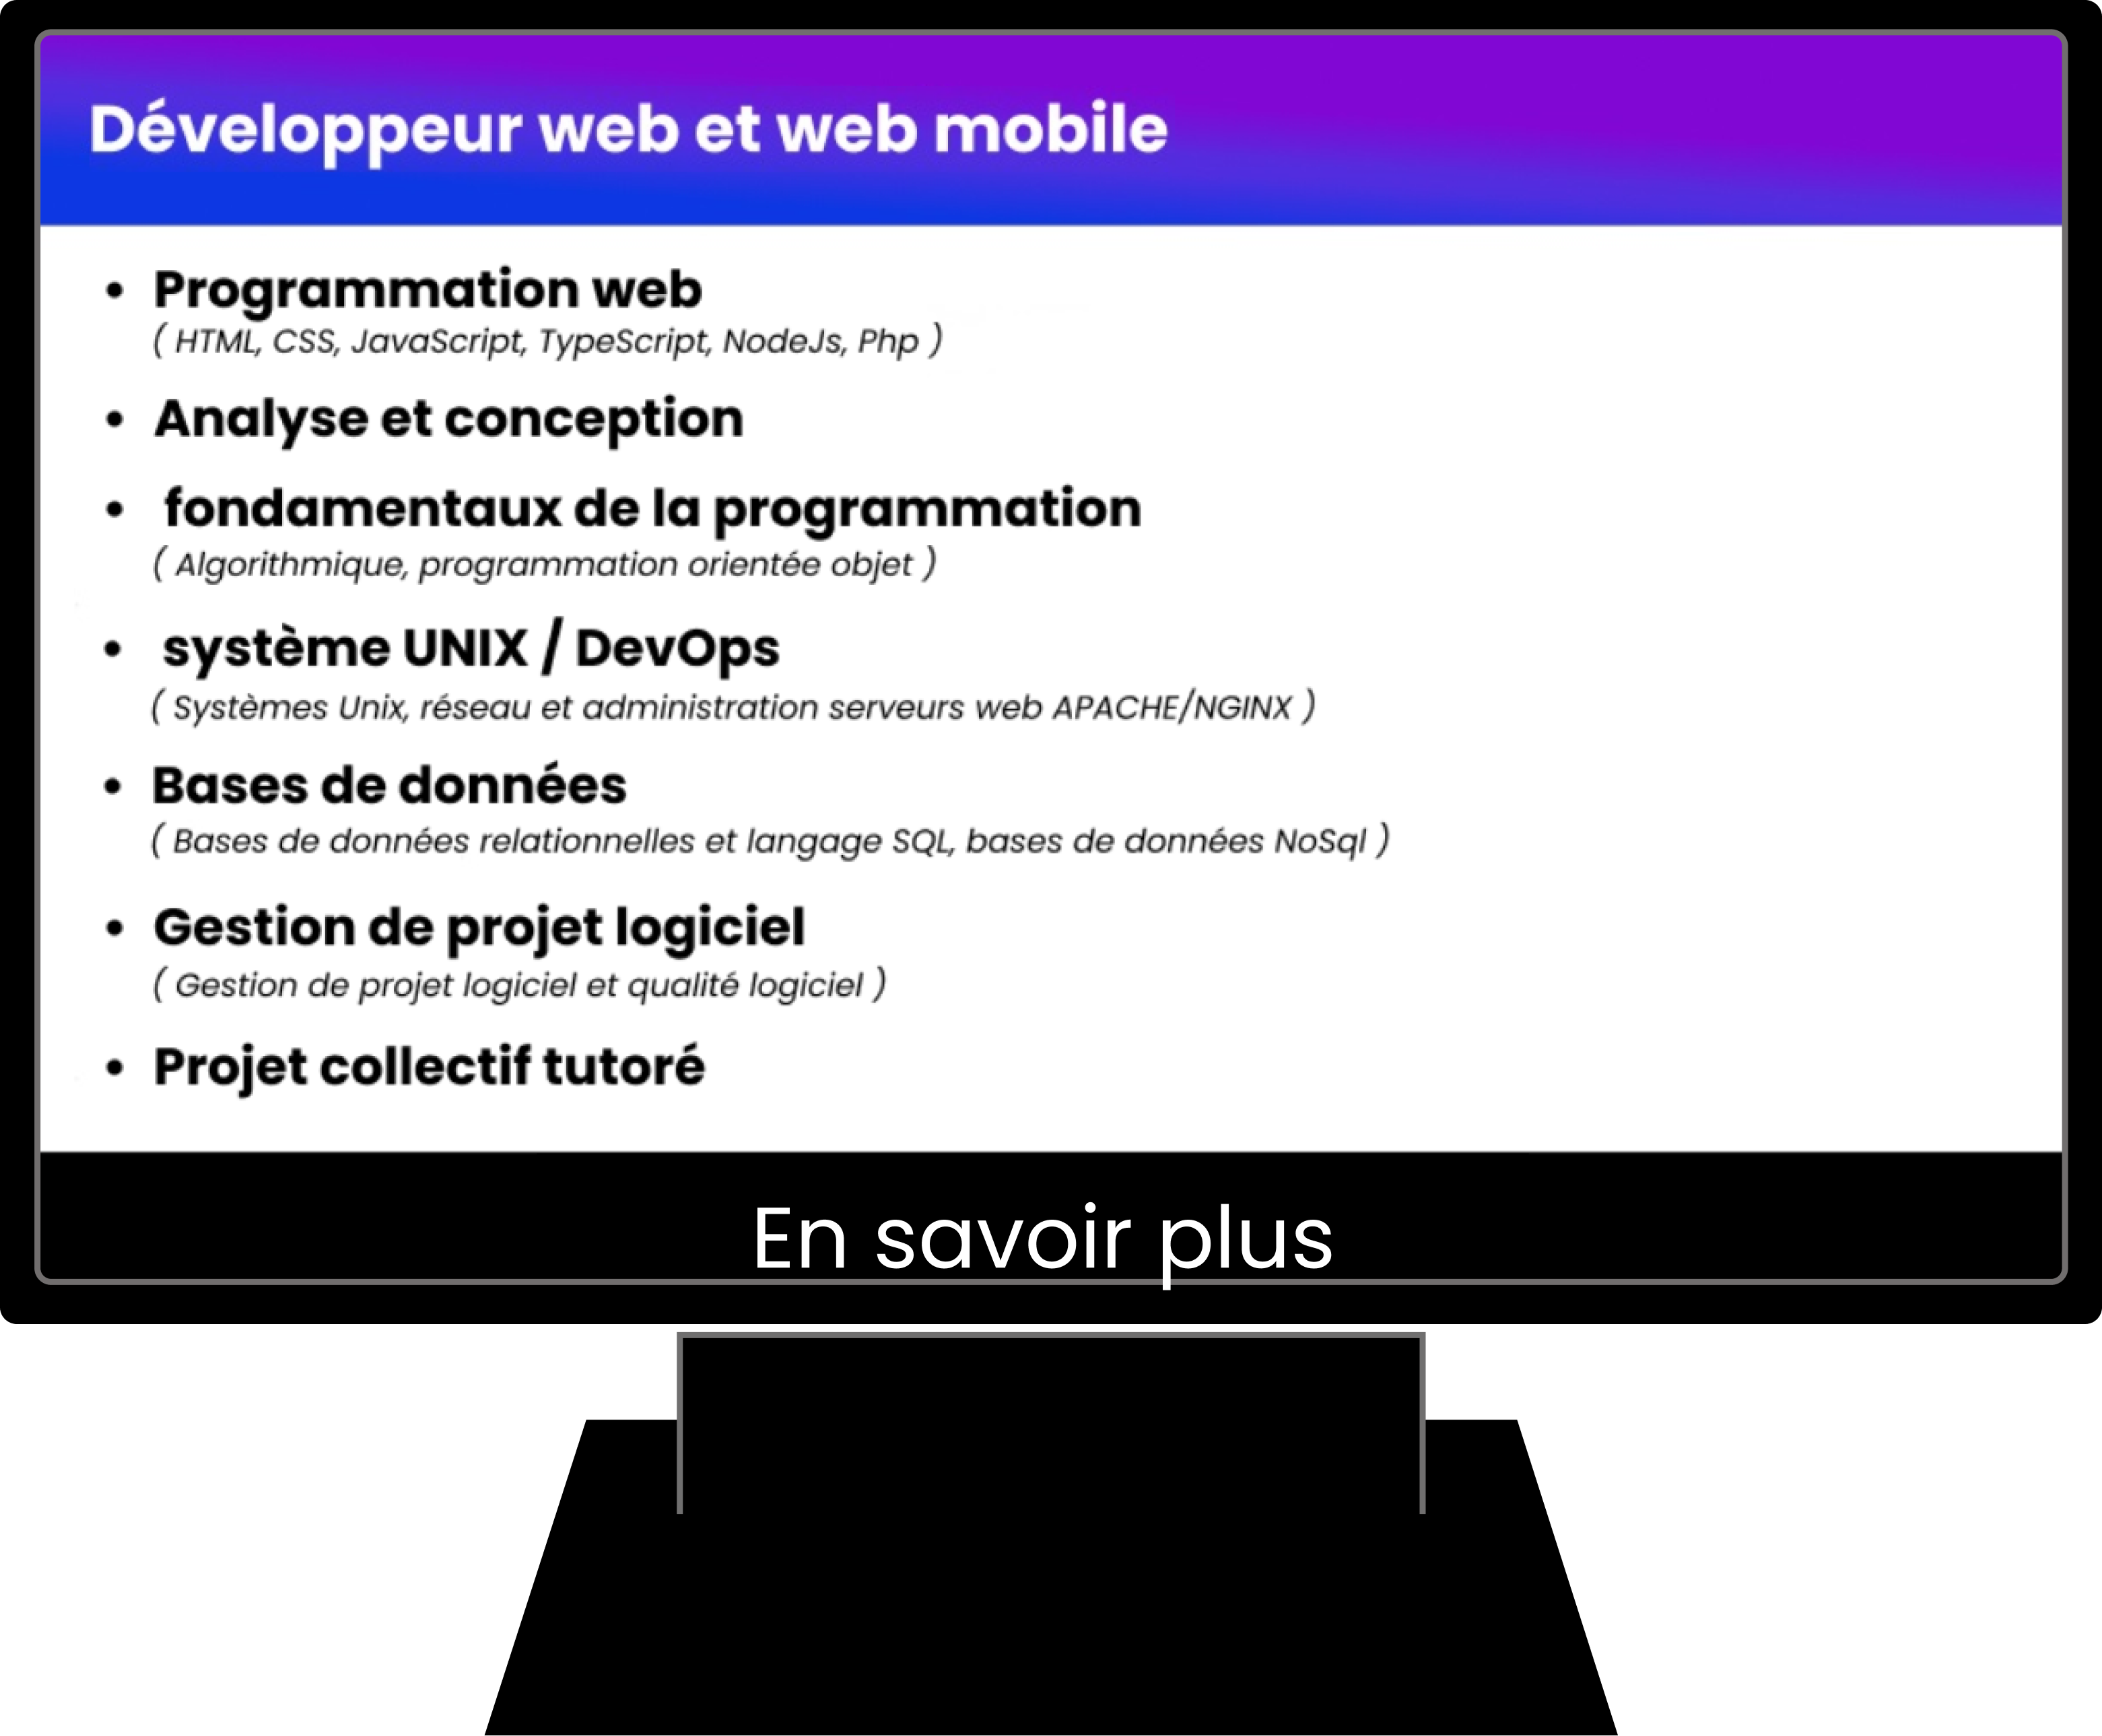 Développeur web et web mobile
• Programmation web
( HTML, CSS, JavaScript, TypeScript, NodeJs, Php )
• Analyse et conception
• fondamentaux de la programmation
( Algorithmique, programmation orientée objet )
• système UNIX / DevOps
( Systèmes Unix, réseau et administration serveurs web APACHE/NGINX )
• Bases de données
( Bases de données relationnelles et langage SQL, bases de données NoSql )
• Gestion de projet logiciel
( Gestion de projet logiciel et qualité logiciel )
• Projet collectif tutoré
En savoir plus